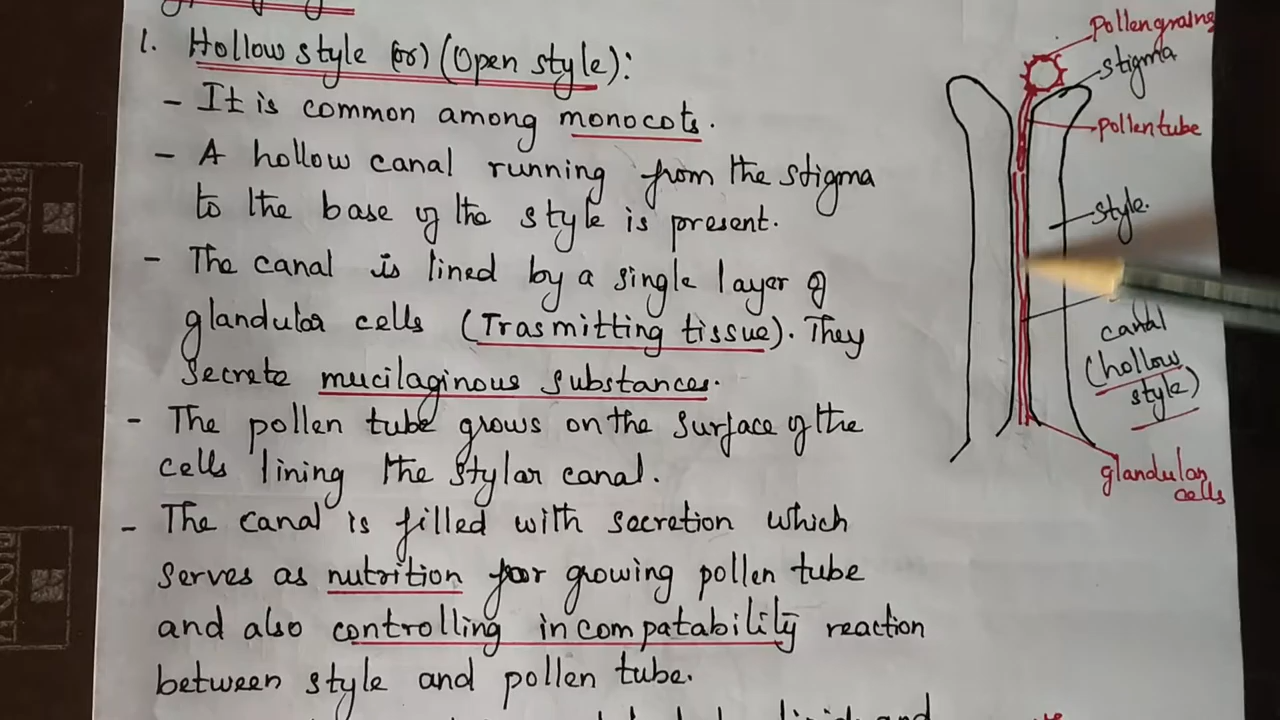 1. Hollow style (or) (Open style):
- It is common among monocots.
- A hollow canal running from the stigma
to the base of the style is present.
- The canal is lined by a single layer of
glandular cells (Trasmitting tissue). They
secrete mucilaginous substances.
- The pollen tube grows on the surface of the
cells lining the stylar canal.
- The canal is filled with secretion which
serves as nutrition for growing pollen tube
and also controlling incompatability reaction
between style and pollen tube.
and
Pollengrains
stigma
pollentube
style.
canal
(hollow
style)
glandular
cells